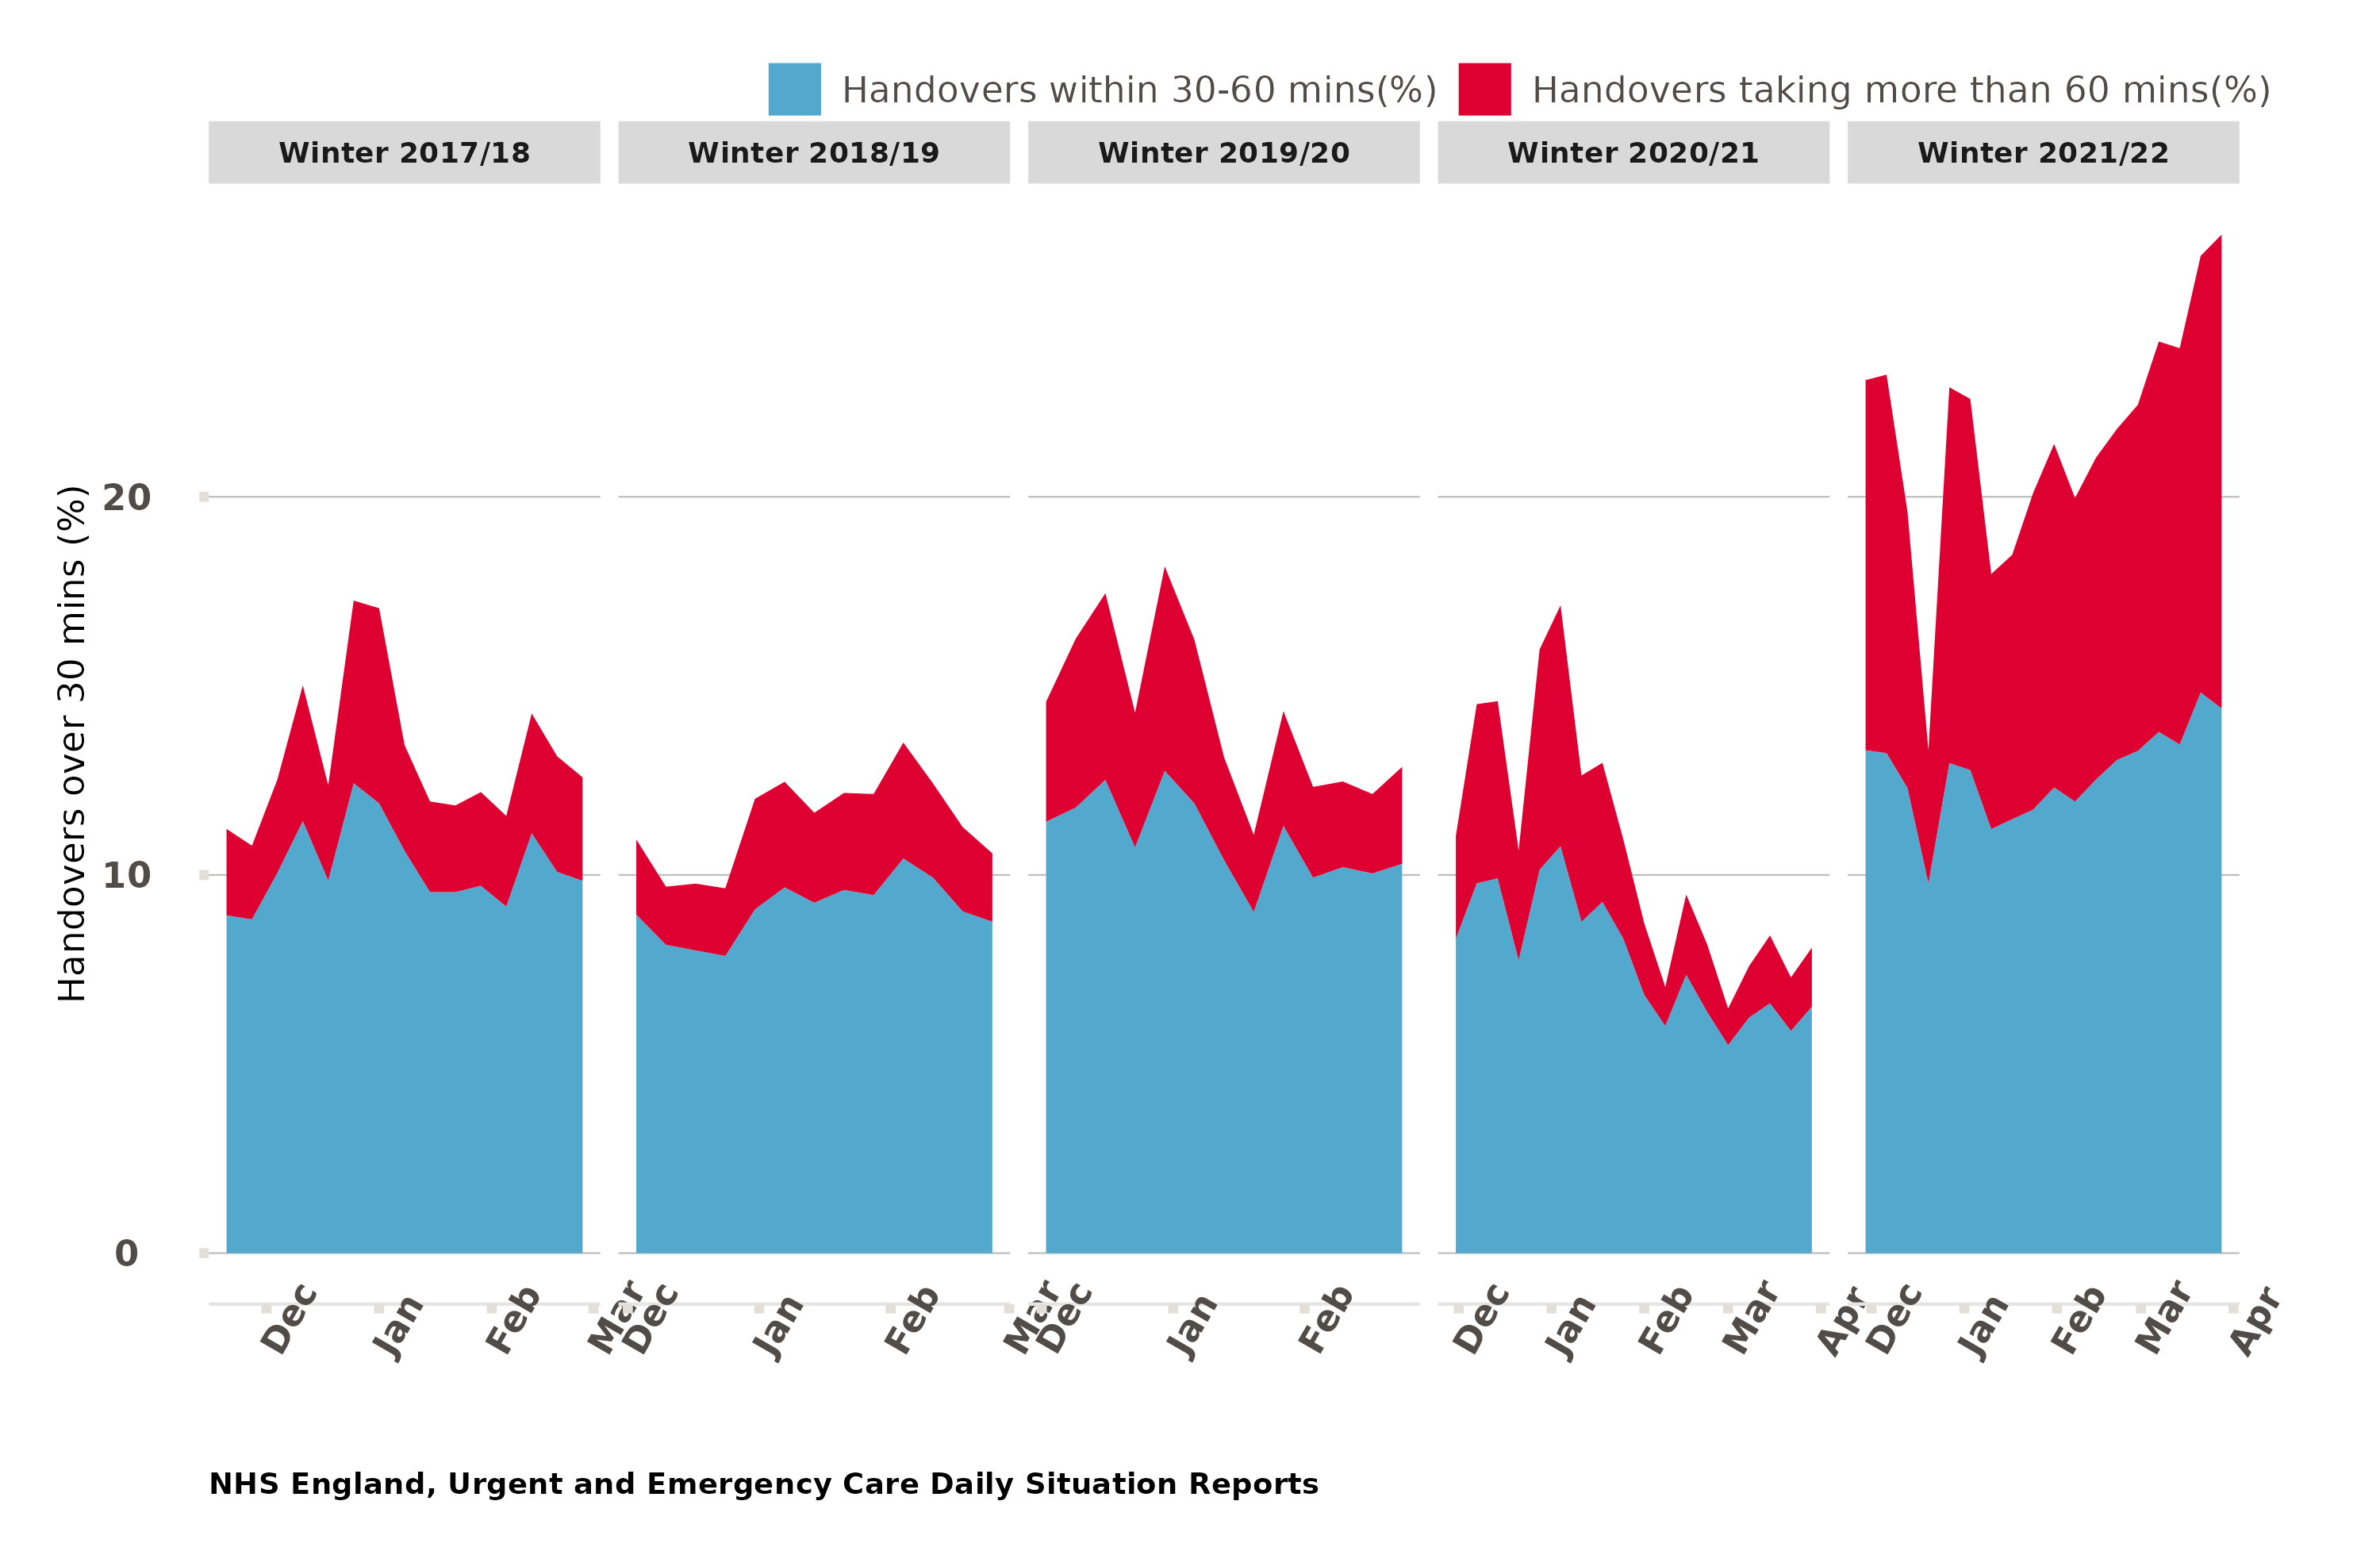 Handovers within 30-60 mins(%) Handovers taking more than 60 mins(%)
Winter 2017/18 Winter 2018/19 Winter 2019/20 Winter 2020/21 Winter 2021/22
Handovers over 30 mins (%)
20
10
0
Dec Jan Feb Mar Dec Jan Feb Mar Dec Jan Feb Dec Jan Feb Mar Apr Dec Jan Feb Mar Apr
NHS England, Urgent and Emergency Care Daily Situation Reports